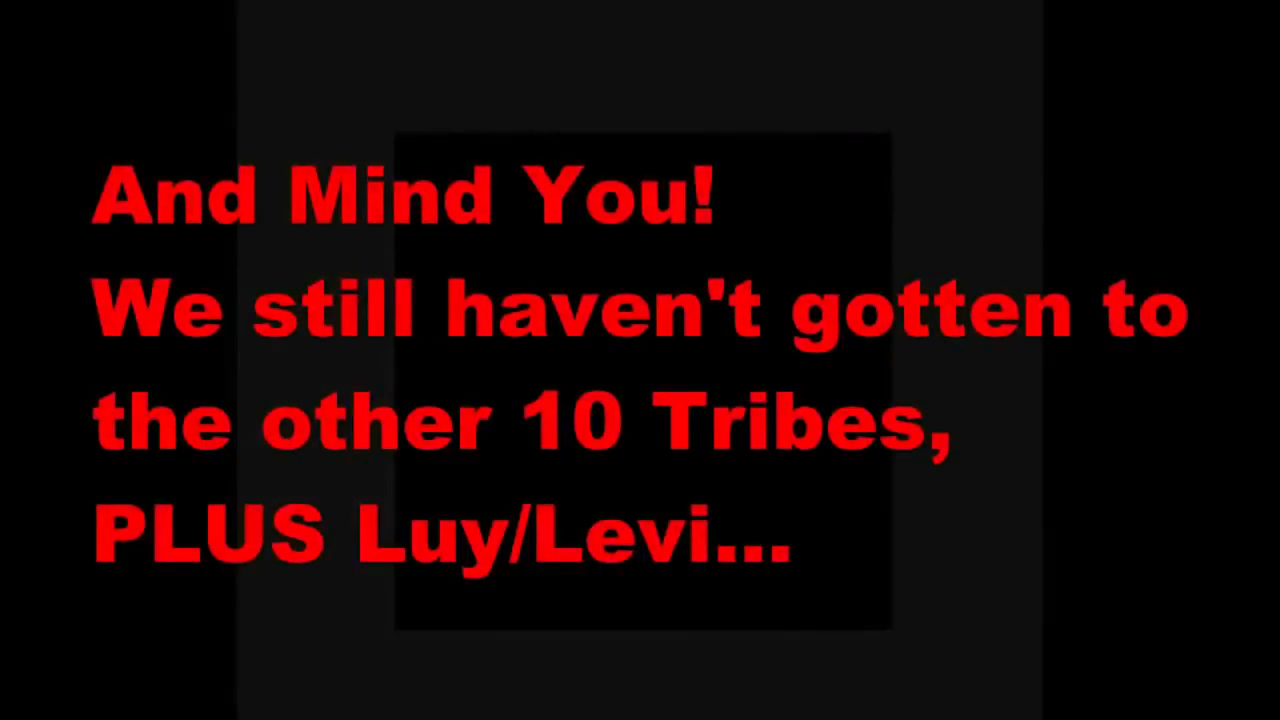 And Mind You!
We still haven't gotten to
the other 10 Tribes,
PLUS Luy/Levi...